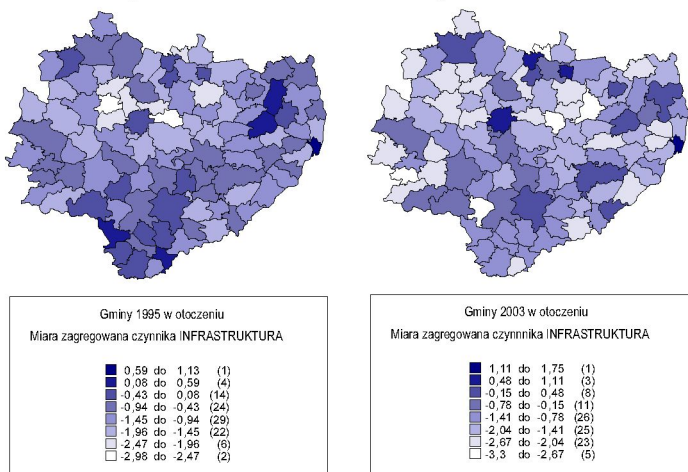 Gminy 1995 w otoczeniu
Miara zagregowana czynnika INFRASTRUKTURA
0,59 do 1,13 (1)
0,08 do 0,59 (4)
-0,43 do 0,08 (14)
-0,94 do -0,43 (24)
-1,45 do -0,94 (29)
-1,96 do -1,45 (22)
-2,47 do -1,96 (6)
-2,98 do -2,47 (2)
Gminy 2003 w otoczeniu
Miara zagregowana czynnnika INFRASTRUKTURA
1,11 do 1,75 (1)
0,48 do 1,11 (3)
-0,15 do 0,48 (8)
-0,78 do -0,15 (11)
-1,41 do -0,78 (26)
-2,04 do -1,41 (25)
-2,67 do -2,04 (23)
-3,3 do -2,67 (5)